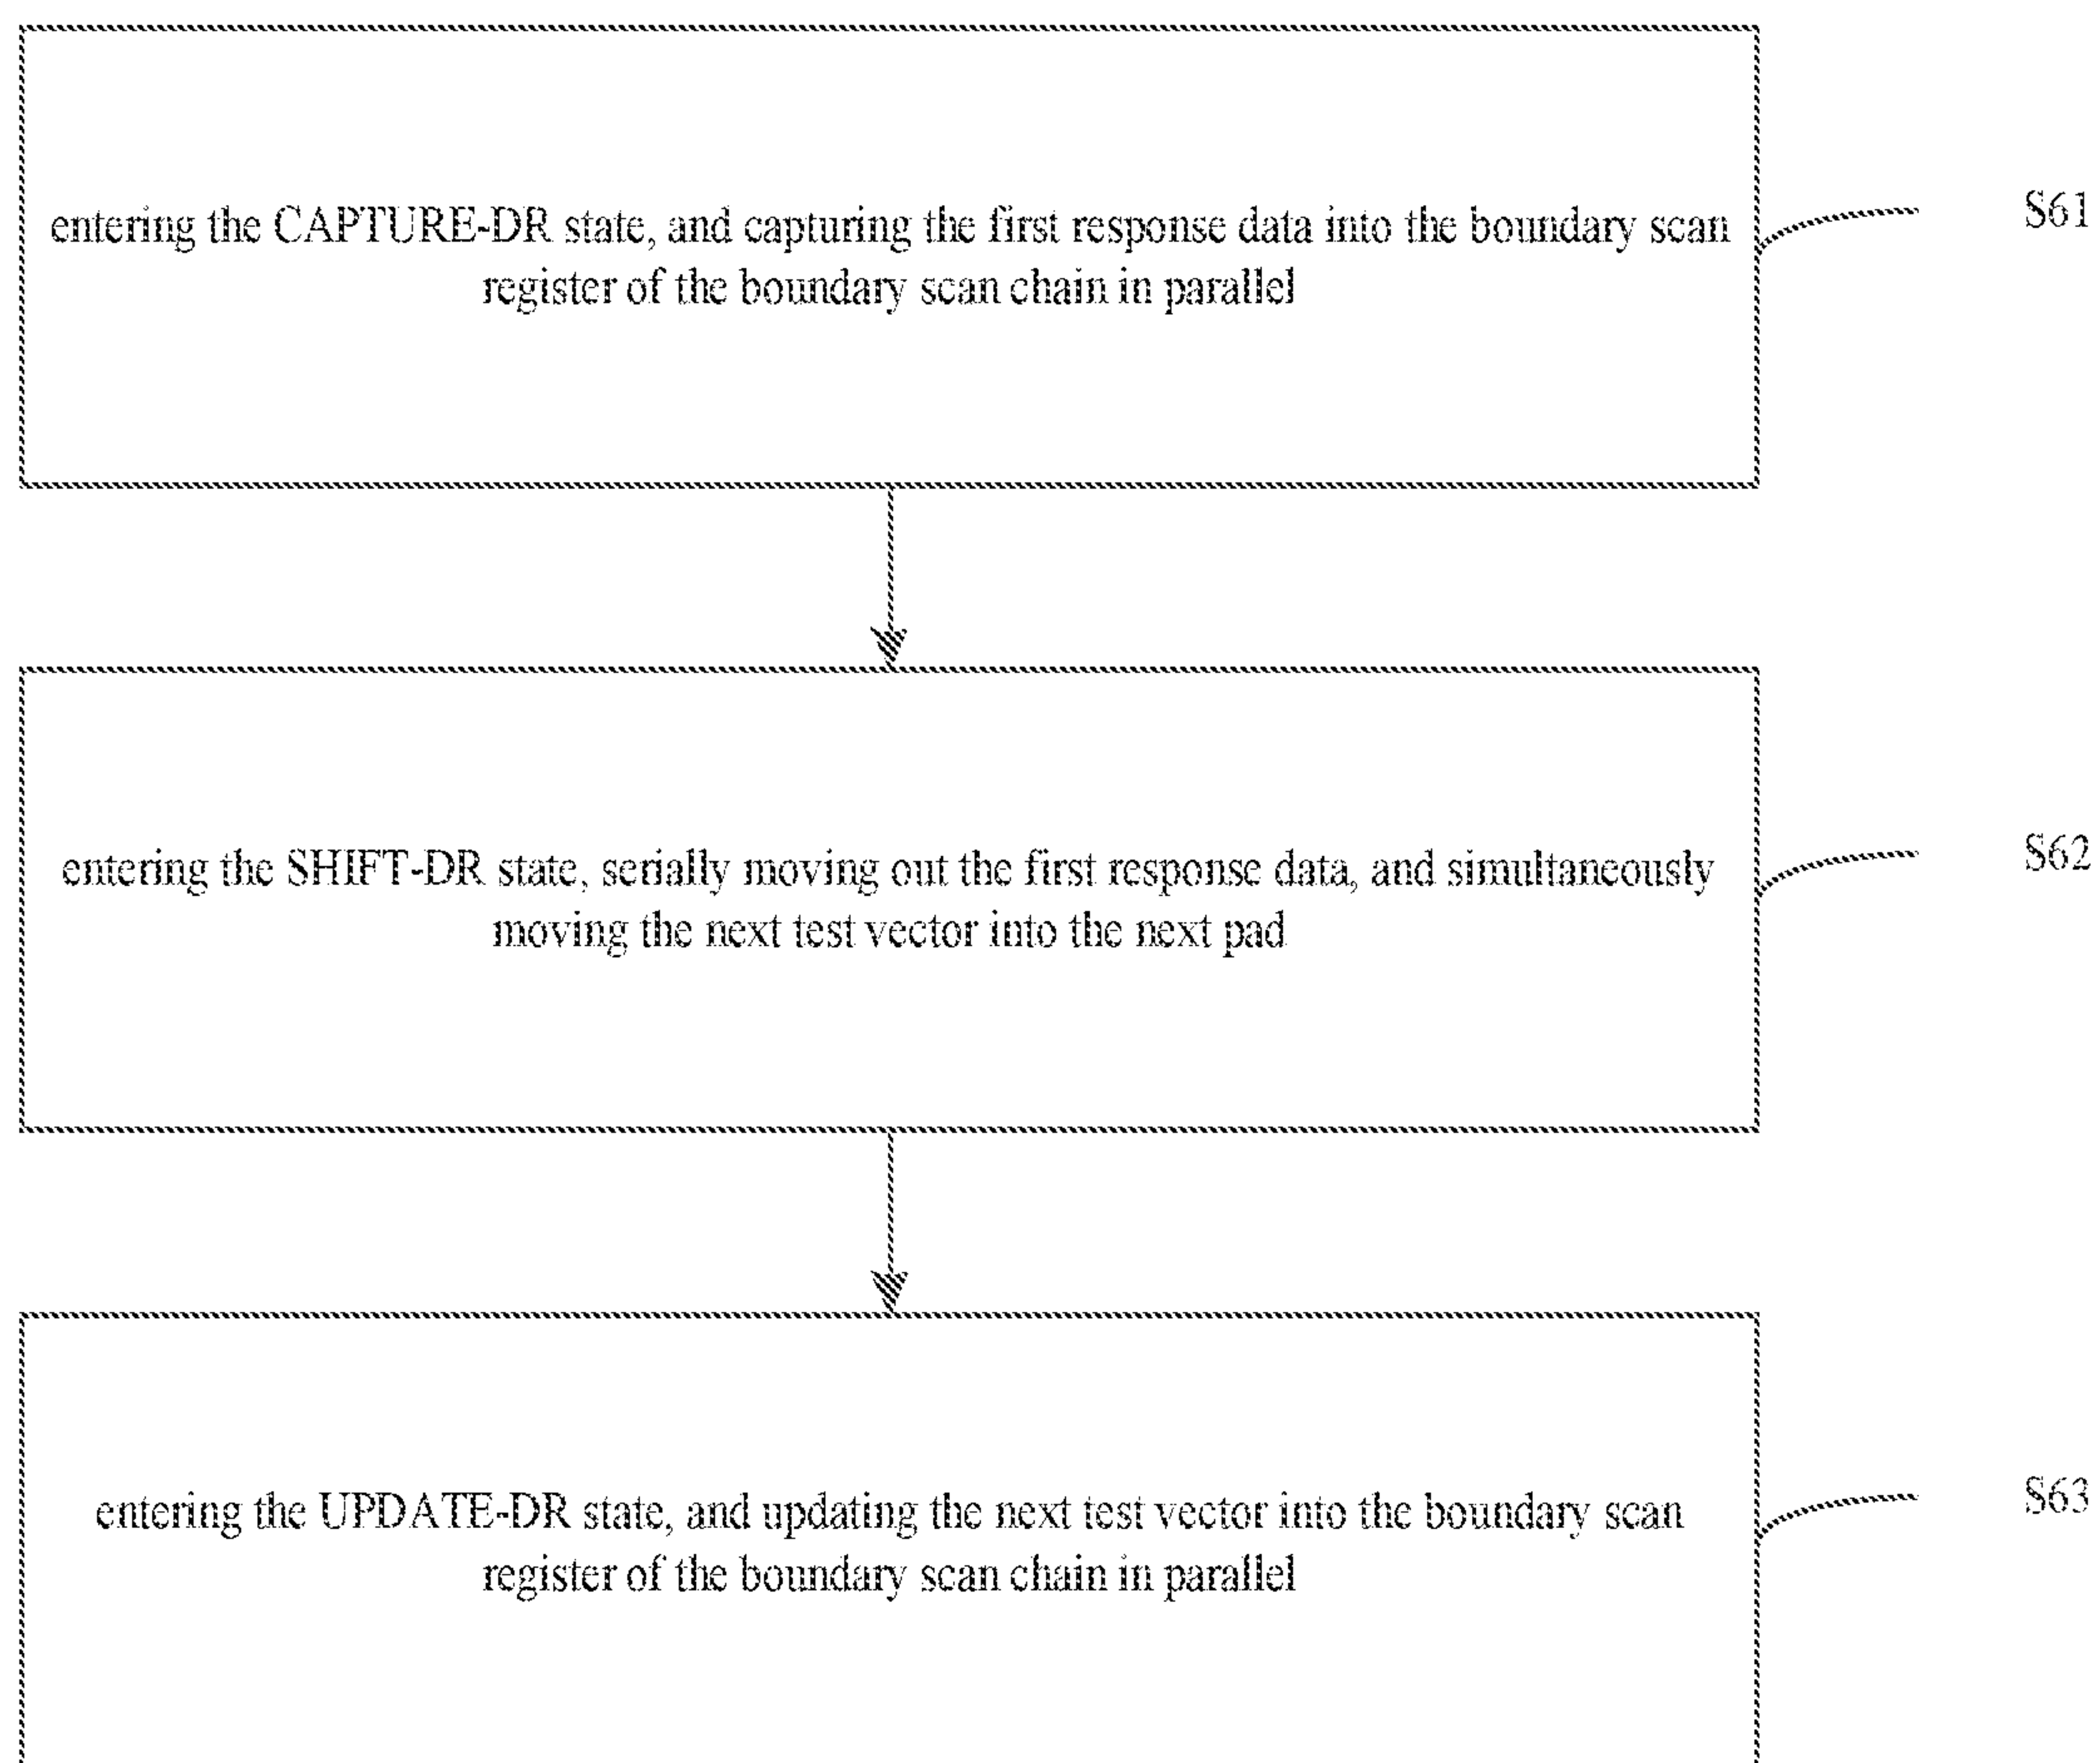 entering the CAPTURE-DR state, and capturing the first response data into the boundary scan
register of the boundary scan chain in parallel
S61
entering the SHIFT-DR state, serially moving out the first response data, and simultaneously
moving the next test vector into the next pad
S62
entering the UPDATE-DR state, and updating the next test vector into the boundary scan
register of the boundary scan chain in parallel
S63